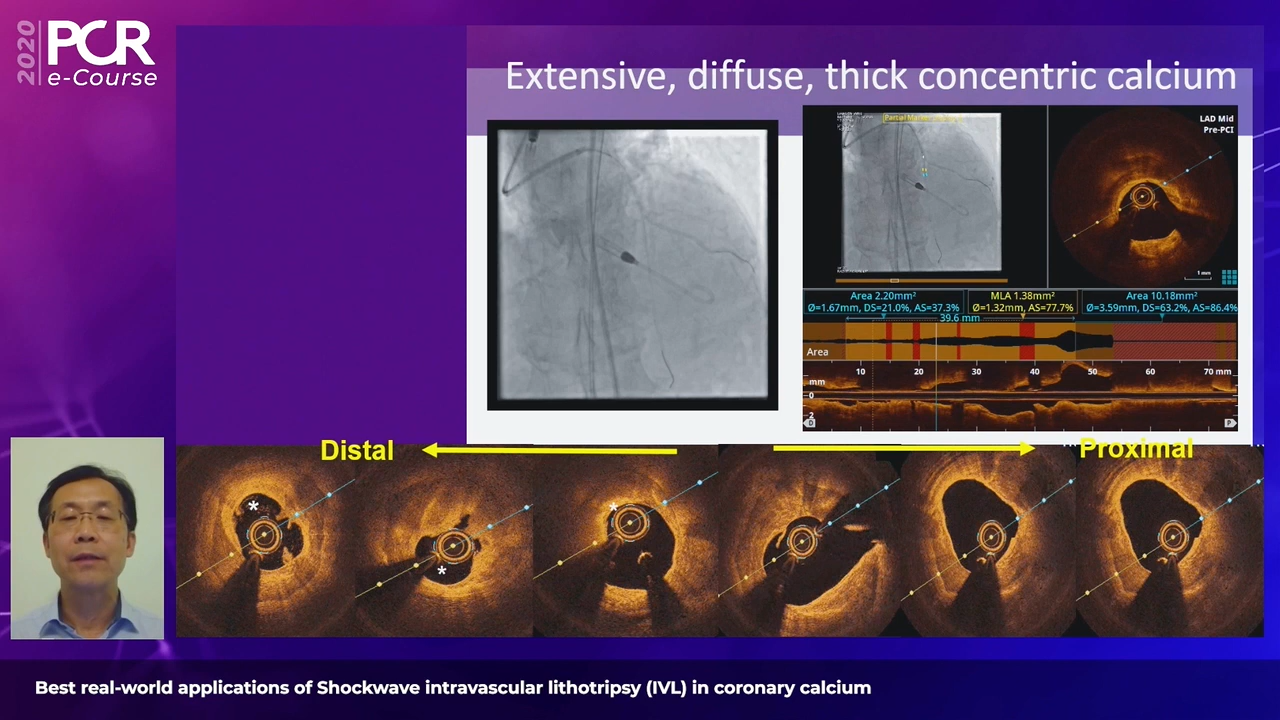 2020
PCR
e-Course
Extensive, diffuse, thick concentric calcium
LAD Mid
Pre-PCI
1 mm
Area 2.20mm²
Ø=1.67mm, DS=21.0%, AS=37.3%
MLA 1.38mm²
Ø=1.32mm, AS=77.7%
Area 10.18mm²
Ø=3.59mm, DS=63.2%, AS=86.4%
39.6 mm
Area
10 20 30 40 50 60 70 mm
mm
0
2
D
P
Distal
Proximal
*
*
*
Best real-world applications of Shockwave intravascular lithotripsy (IVL) in coronary calcium